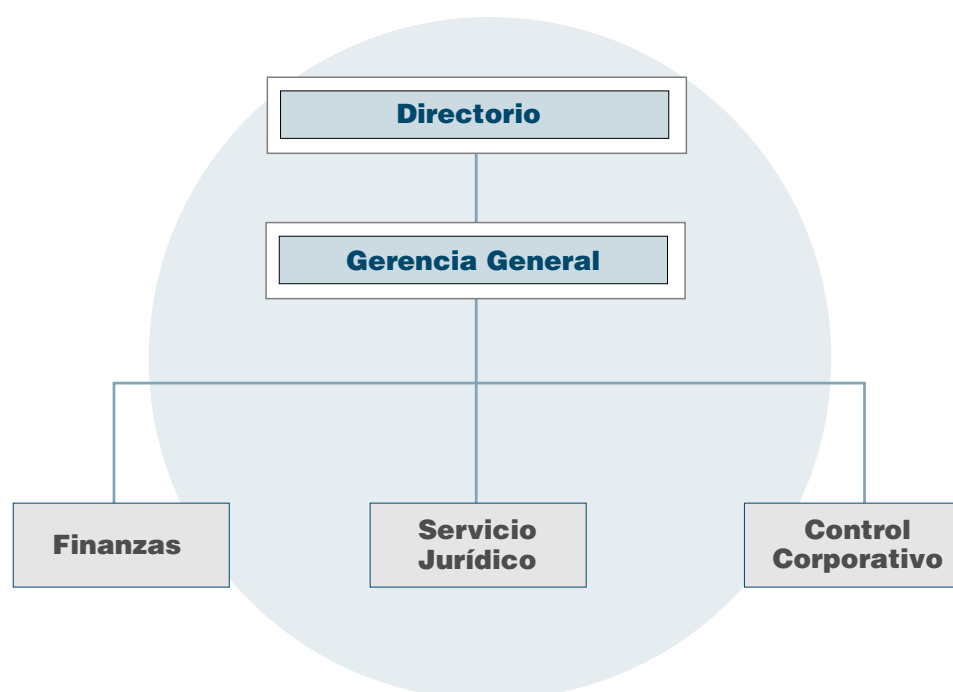 Directorio
Gerencia General
Finanzas
Servicio
Jurídico
Control
Corporativo